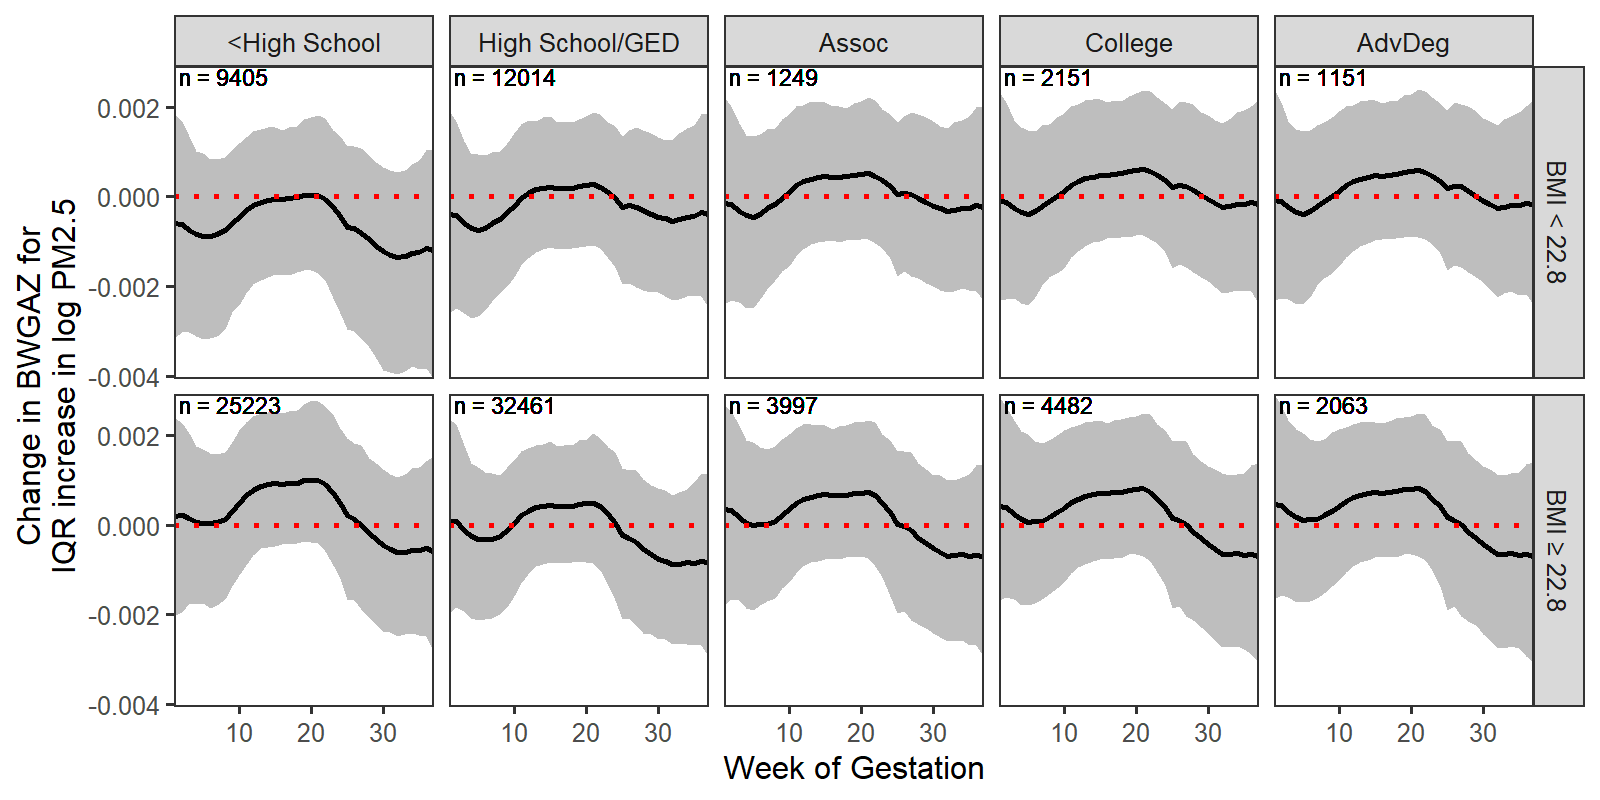 <High School
High School/GED
Assoc
College
AdvDeg
n = 9405
n = 12014
n = 1249
n = 2151
n = 1151
BMI < 22.8
0.002
0.000
-0.002
-0.004
n = 25223
n = 32461
n = 3997
n = 4482
n = 2063
BMI ≥ 22.8
0.002
0.000
-0.002
-0.004
10 20 30
10 20 30
10 20 30
10 20 30
10 20 30
Week of Gestation
Change in BWGAZ for
IQR increase in log PM2.5